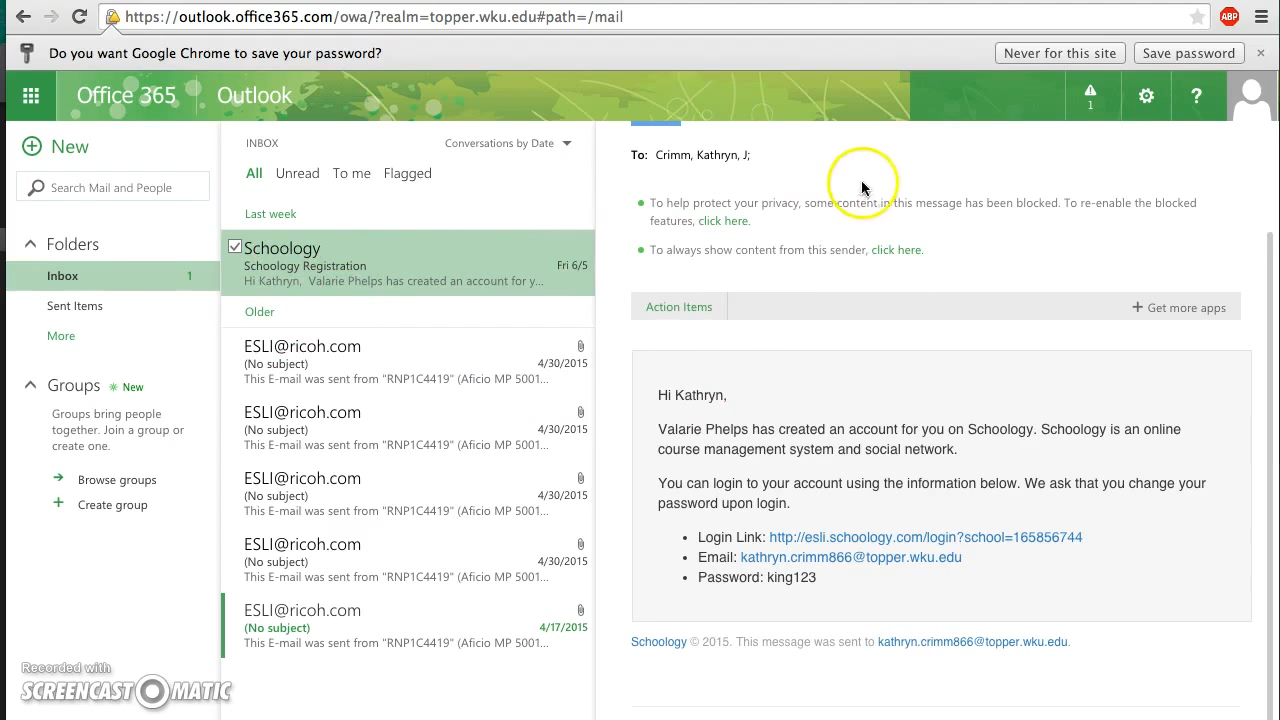 https://outlook.office365.com/owa/?realm=topper.wku.edu#path=/mail
ABP
Do you want Google Chrome to save your password?
Never for this site
Save password
×
Office 365
Outlook
1
?
New
Search Mail and People
Folders
Inbox 1
Sent Items
More
Groups New
Groups bring people
together. Join a group or
create one.
Browse groups
Create group
INBOX
Conversations by Date
All Unread To me Flagged
Last week
Schoology
Schoology Registration Fri 6/5
Hi Kathryn, Valarie Phelps has created an account for y...
Older
ESLI@ricoh.com
(No subject) 4/30/2015
This E-mail was sent from "RNP1C4419" (Aficio MP 5001...
ESLI@ricoh.com
(No subject) 4/30/2015
This E-mail was sent from "RNP1C4419" (Aficio MP 5001...
ESLI@ricoh.com
(No subject) 4/30/2015
This E-mail was sent from "RNP1C4419" (Aficio MP 5001...
ESLI@ricoh.com
(No subject) 4/30/2015
This E-mail was sent from "RNP1C4419" (Aficio MP 5001...
ESLI@ricoh.com
(No subject) 4/17/2015
This E-mail was sent from "RNP1C4419" (Aficio MP 5001...
To: Crimm, Kathryn, J;
• To help protect your privacy, some content in this message has been blocked. To re-enable the blocked
features, click here.
• To always show content from this sender, click here.
Action Items
+ Get more apps
Hi Kathryn,
Valarie Phelps has created an account for you on Schoology. Schoology is an online
course management system and social network.
You can login to your account using the information below. We ask that you change your
password upon login.
• Login Link: http://esli.schoology.com/login?school=165856744
• Email: kathryn.crimm866@topper.wku.edu
• Password: king123
Schoology © 2015. This message was sent to kathryn.crimm866@topper.wku.edu.
Recorded with
SCREENCAST-O-MATIC